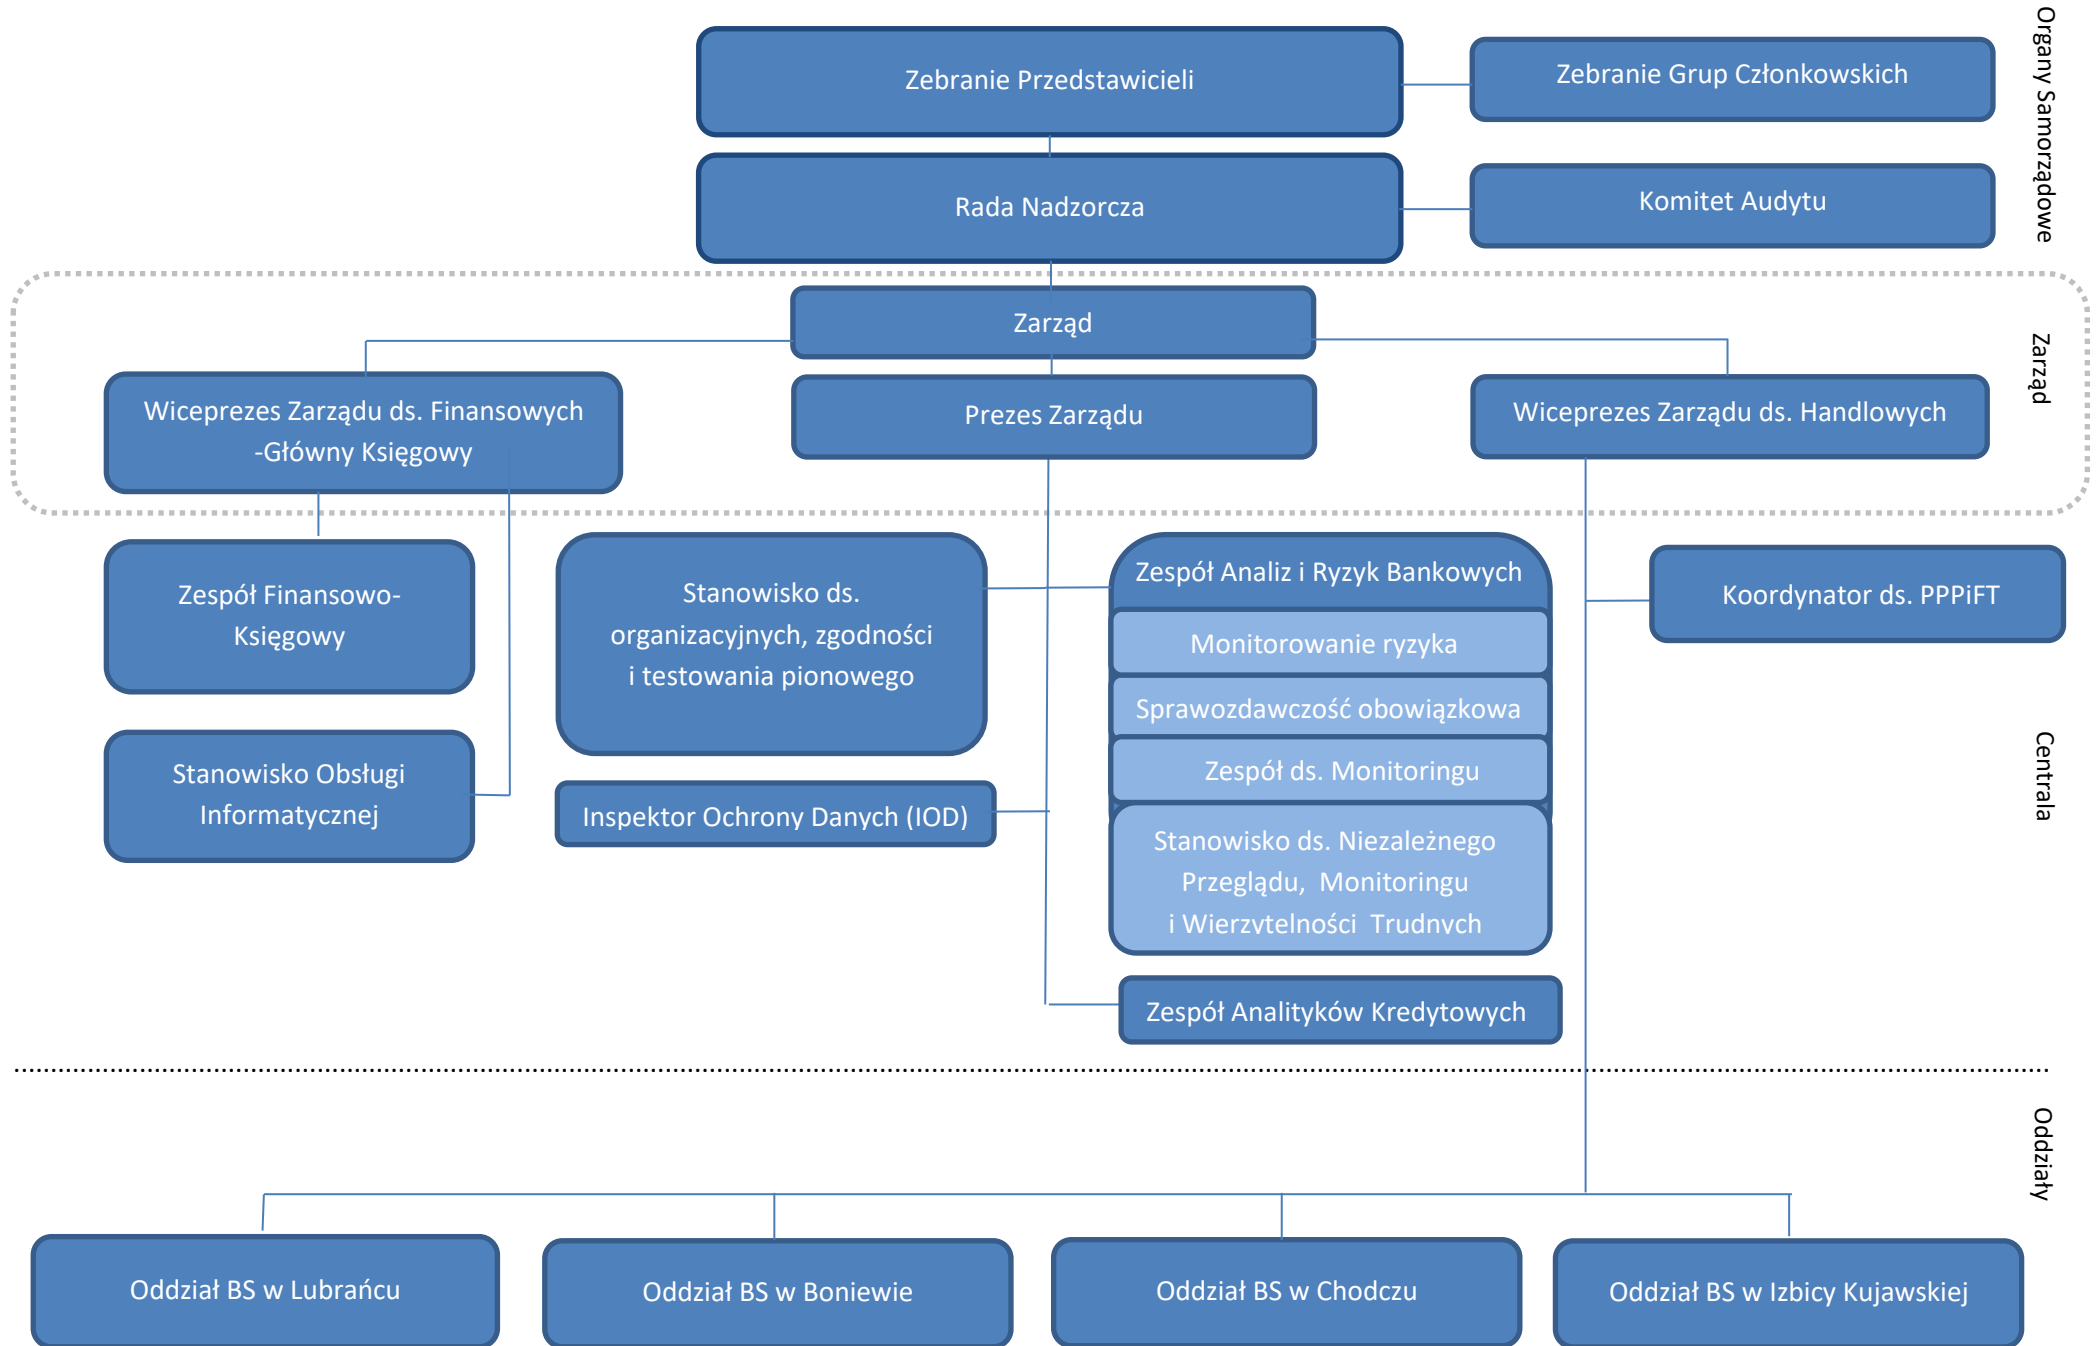 Organy Samorządowe
Zebranie Przedstawicieli
Zebranie Grup Członkowskich
Rada Nadzorcza
Komitet Audytu
Zarząd
Zarząd
Wiceprezes Zarządu ds. Finansowych
-Główny Księgowy
Prezes Zarządu
Wiceprezes Zarządu ds. Handlowych
Zespół Finansowo-
Księgowy
Stanowisko ds.
organizacyjnych, zgodności
i testowania pionowego
Zespół Analiz i Ryzyk Bankowych
Monitorowanie ryzyka
Sprawozdawczość obowiązkowa
Zespół ds. Monitoringu
Stanowisko ds. Niezależnego
Przeglądu, Monitoringu
i Wierzytelności Trudnych
Koordynator ds. PPPiFT
Centrala
Stanowisko Obsługi
Informatycznej
Inspektor Ochrony Danych (IOD)
Zespół Analityków Kredytowych
Oddziały
Oddział BS w Lubrańcu
Oddział BS w Boniewie
Oddział BS w Chodczu
Oddział BS w Izbicy Kujawskiej